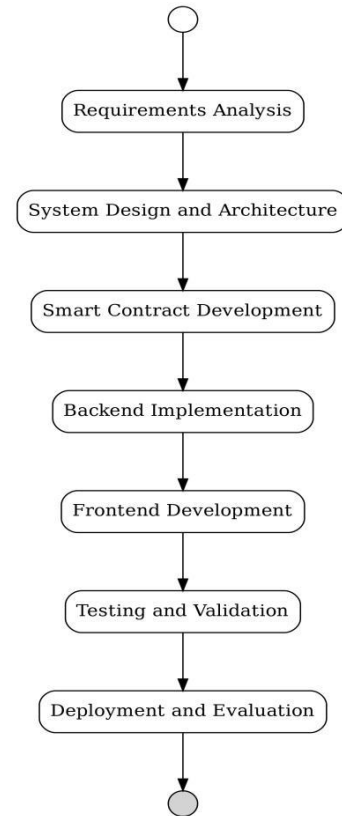 Requirements Analysis
System Design and Architecture
Smart Contract Development
Backend Implementation
Frontend Development
Testing and Validation
Deployment and Evaluation